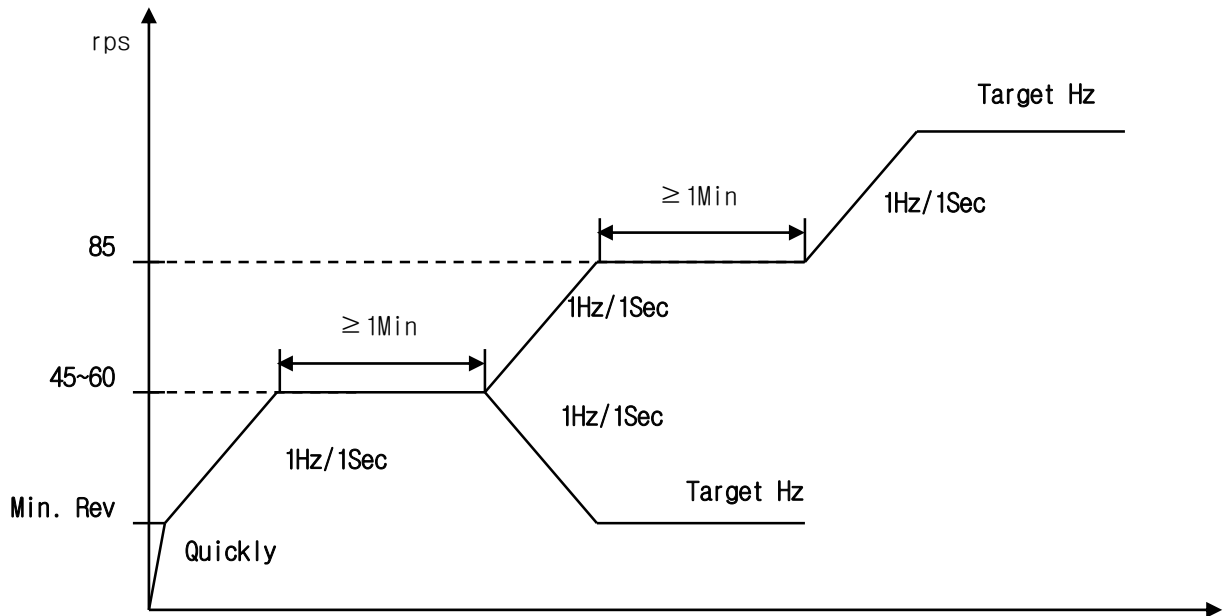 rps
Target Hz
≥1Min
1Hz/1Sec
85
1Hz/1Sec
≥1Min
45~60
1Hz/1Sec
1Hz/1Sec
Target Hz
Min. Rev
Quickly